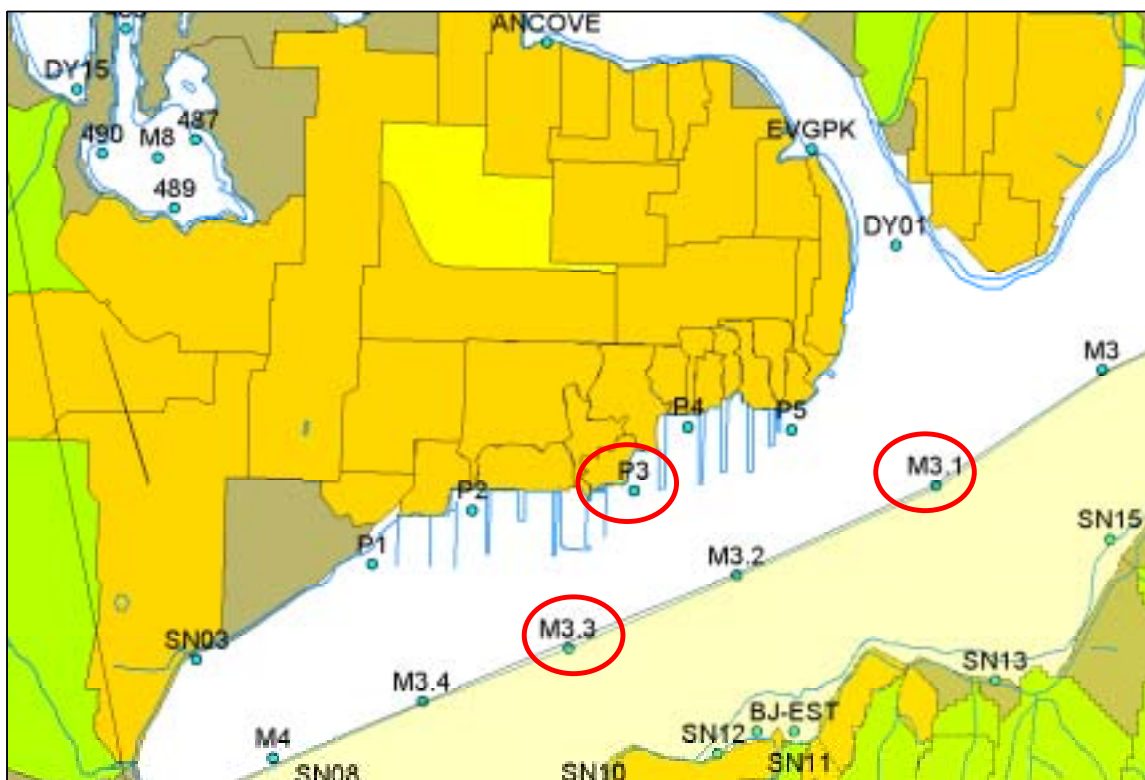 ANCOVE
DY15
490
M8
487
EVGPK
489
DY01
M3
P4
P5
P3
M3.1
P2
SN15
P1
M3.2
M3.3
SN03
SN13
M3.4
BJ-EST
M4
SN12
SN11
SN08
SN10